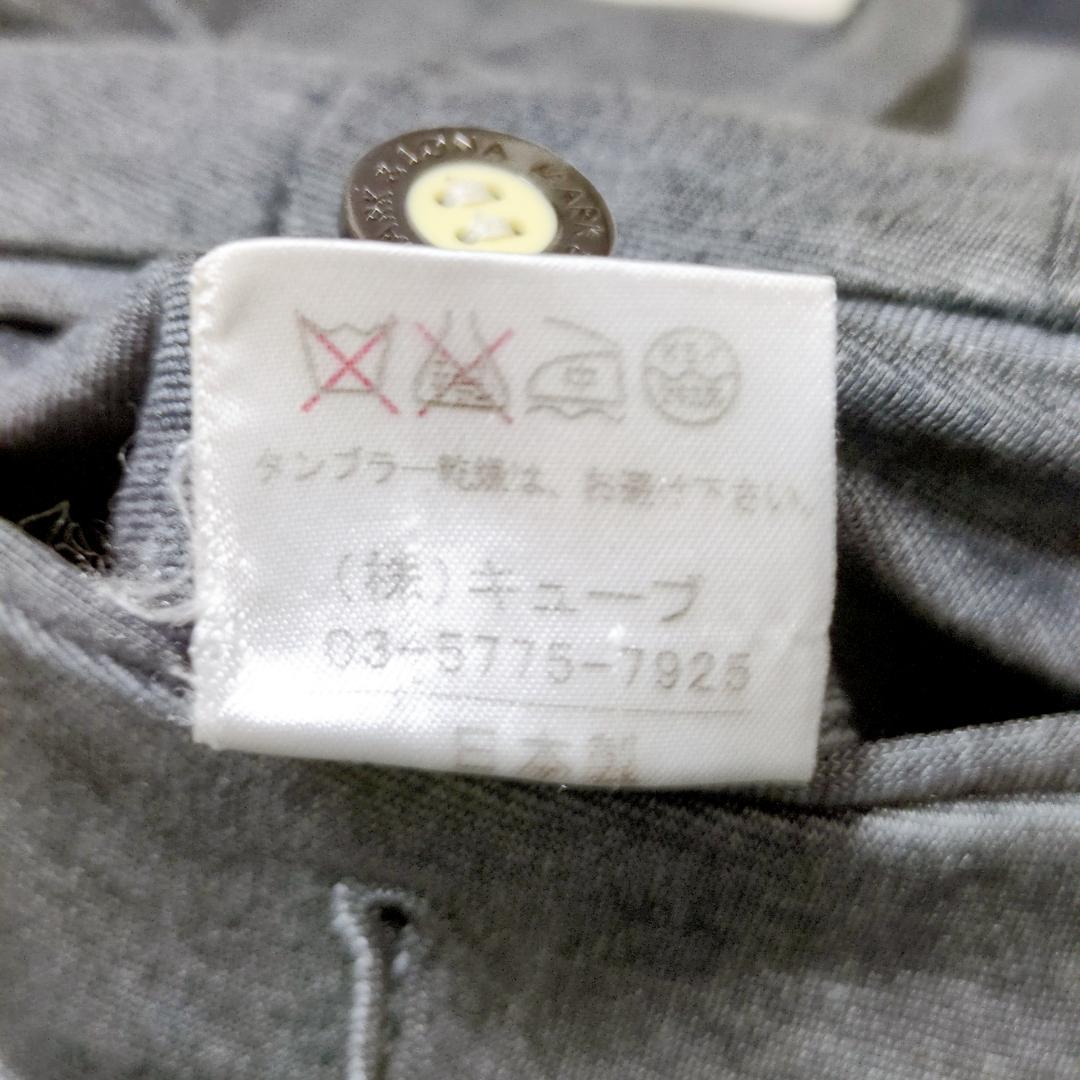 タンブラー乾燥は、お避け下さい、
(株)キューブ
03-5775-7925
日本製